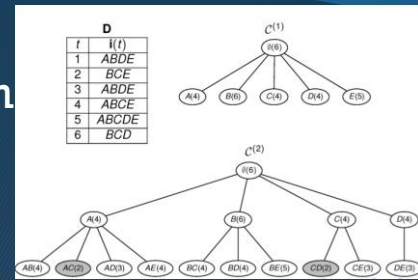 D
t i(t)
1 ABDE
2 BCE
3 ABDE
4 ABCE
5 ABCDE
6 BCD
C(1)
∅(6)
A(4) B(6) C(4) D(4) E(5)
C(2)
∅(6)
A(4) B(6) C(4) D(4)
AB(4) AC(2) AD(3) AE(4) BC(4) BD(4) BE(5) CD(2) CE(3) DE(3)